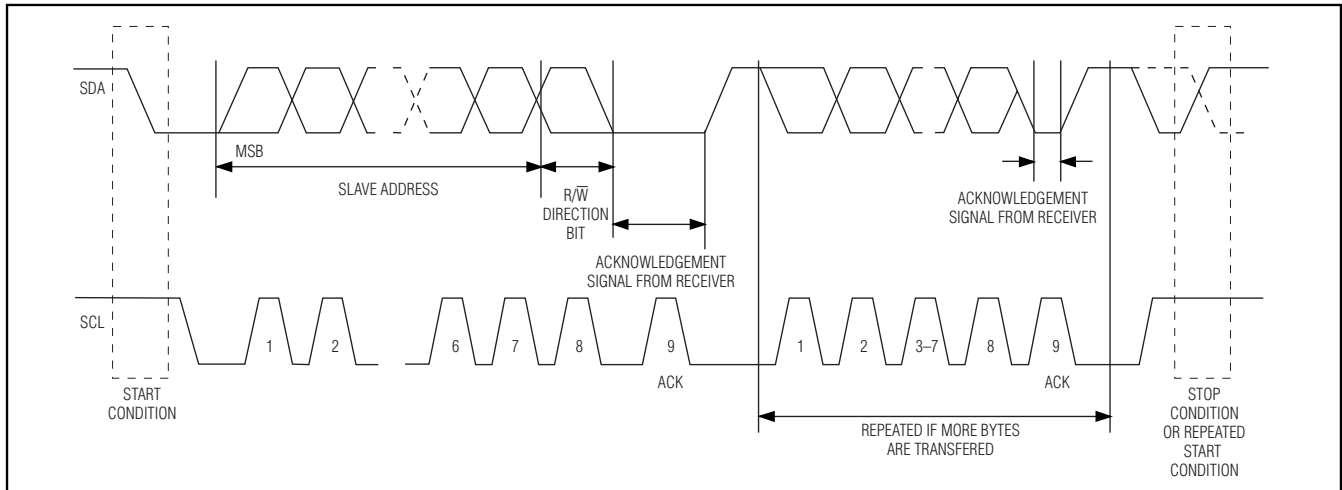 SDA
MSB
SLAVE ADDRESS
R/W̅
DIRECTION
BIT
ACKNOWLEDGEMENT
SIGNAL FROM RECEIVER
ACKNOWLEDGEMENT
SIGNAL FROM RECEIVER
SCL
1 2 6 7 8 9 1 2 3–7 8 9
ACK ACK
START
CONDITION
REPEATED IF MORE BYTES
ARE TRANSFERED
STOP
CONDITION
OR REPEATED
START
CONDITION